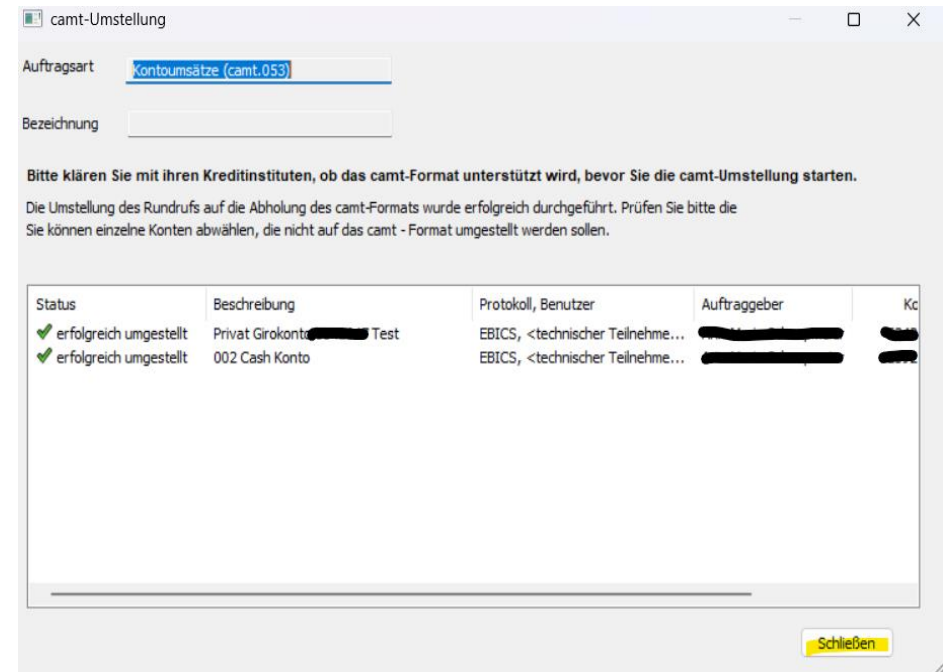 camt-Umstellung
Auftragsart Kontoumsätze (camt.053)
Bezeichnung
Bitte klären Sie mit ihren Kreditinstituten, ob das camt-Format unterstützt wird, bevor Sie die camt-Umstellung starten.
Die Umstellung des Rundrufs auf die Abholung des camt-Formats wurde erfolgreich durchgeführt. Prüfen Sie bitte die
Sie können einzelne Konten abwählen, die nicht auf das camt - Format umgestellt werden sollen.
Status Beschreibung Protokoll, Benutzer Auftraggeber Kc
erfolgreich umgestellt Privat Girokonto Test EBICS, <technischer Teilnehme...
erfolgreich umgestellt 002 Cash Konto EBICS, <technischer Teilnehme...
Schließen